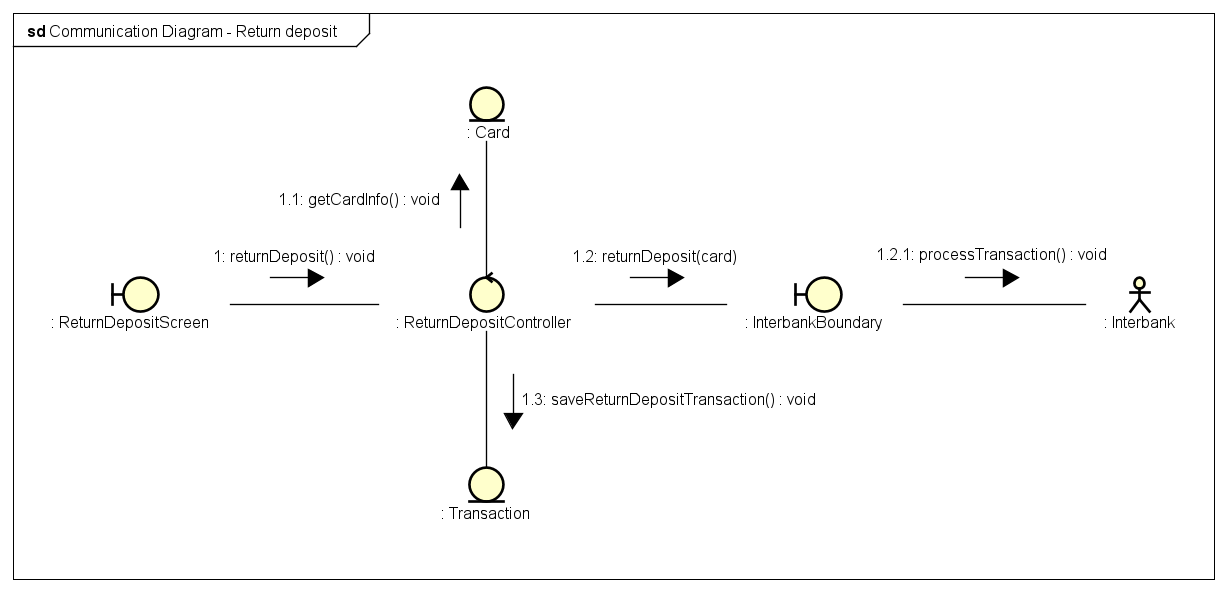 sd Communication Diagram - Return deposit
: Card
1.1: getCardInfo() : void
1: returnDeposit() : void
1.2: returnDeposit(card)
1.2.1: processTransaction() : void
: ReturnDepositScreen
: ReturnDepositController
: InterbankBoundary
: Interbank
1.3: saveReturnDepositTransaction() : void
: Transaction